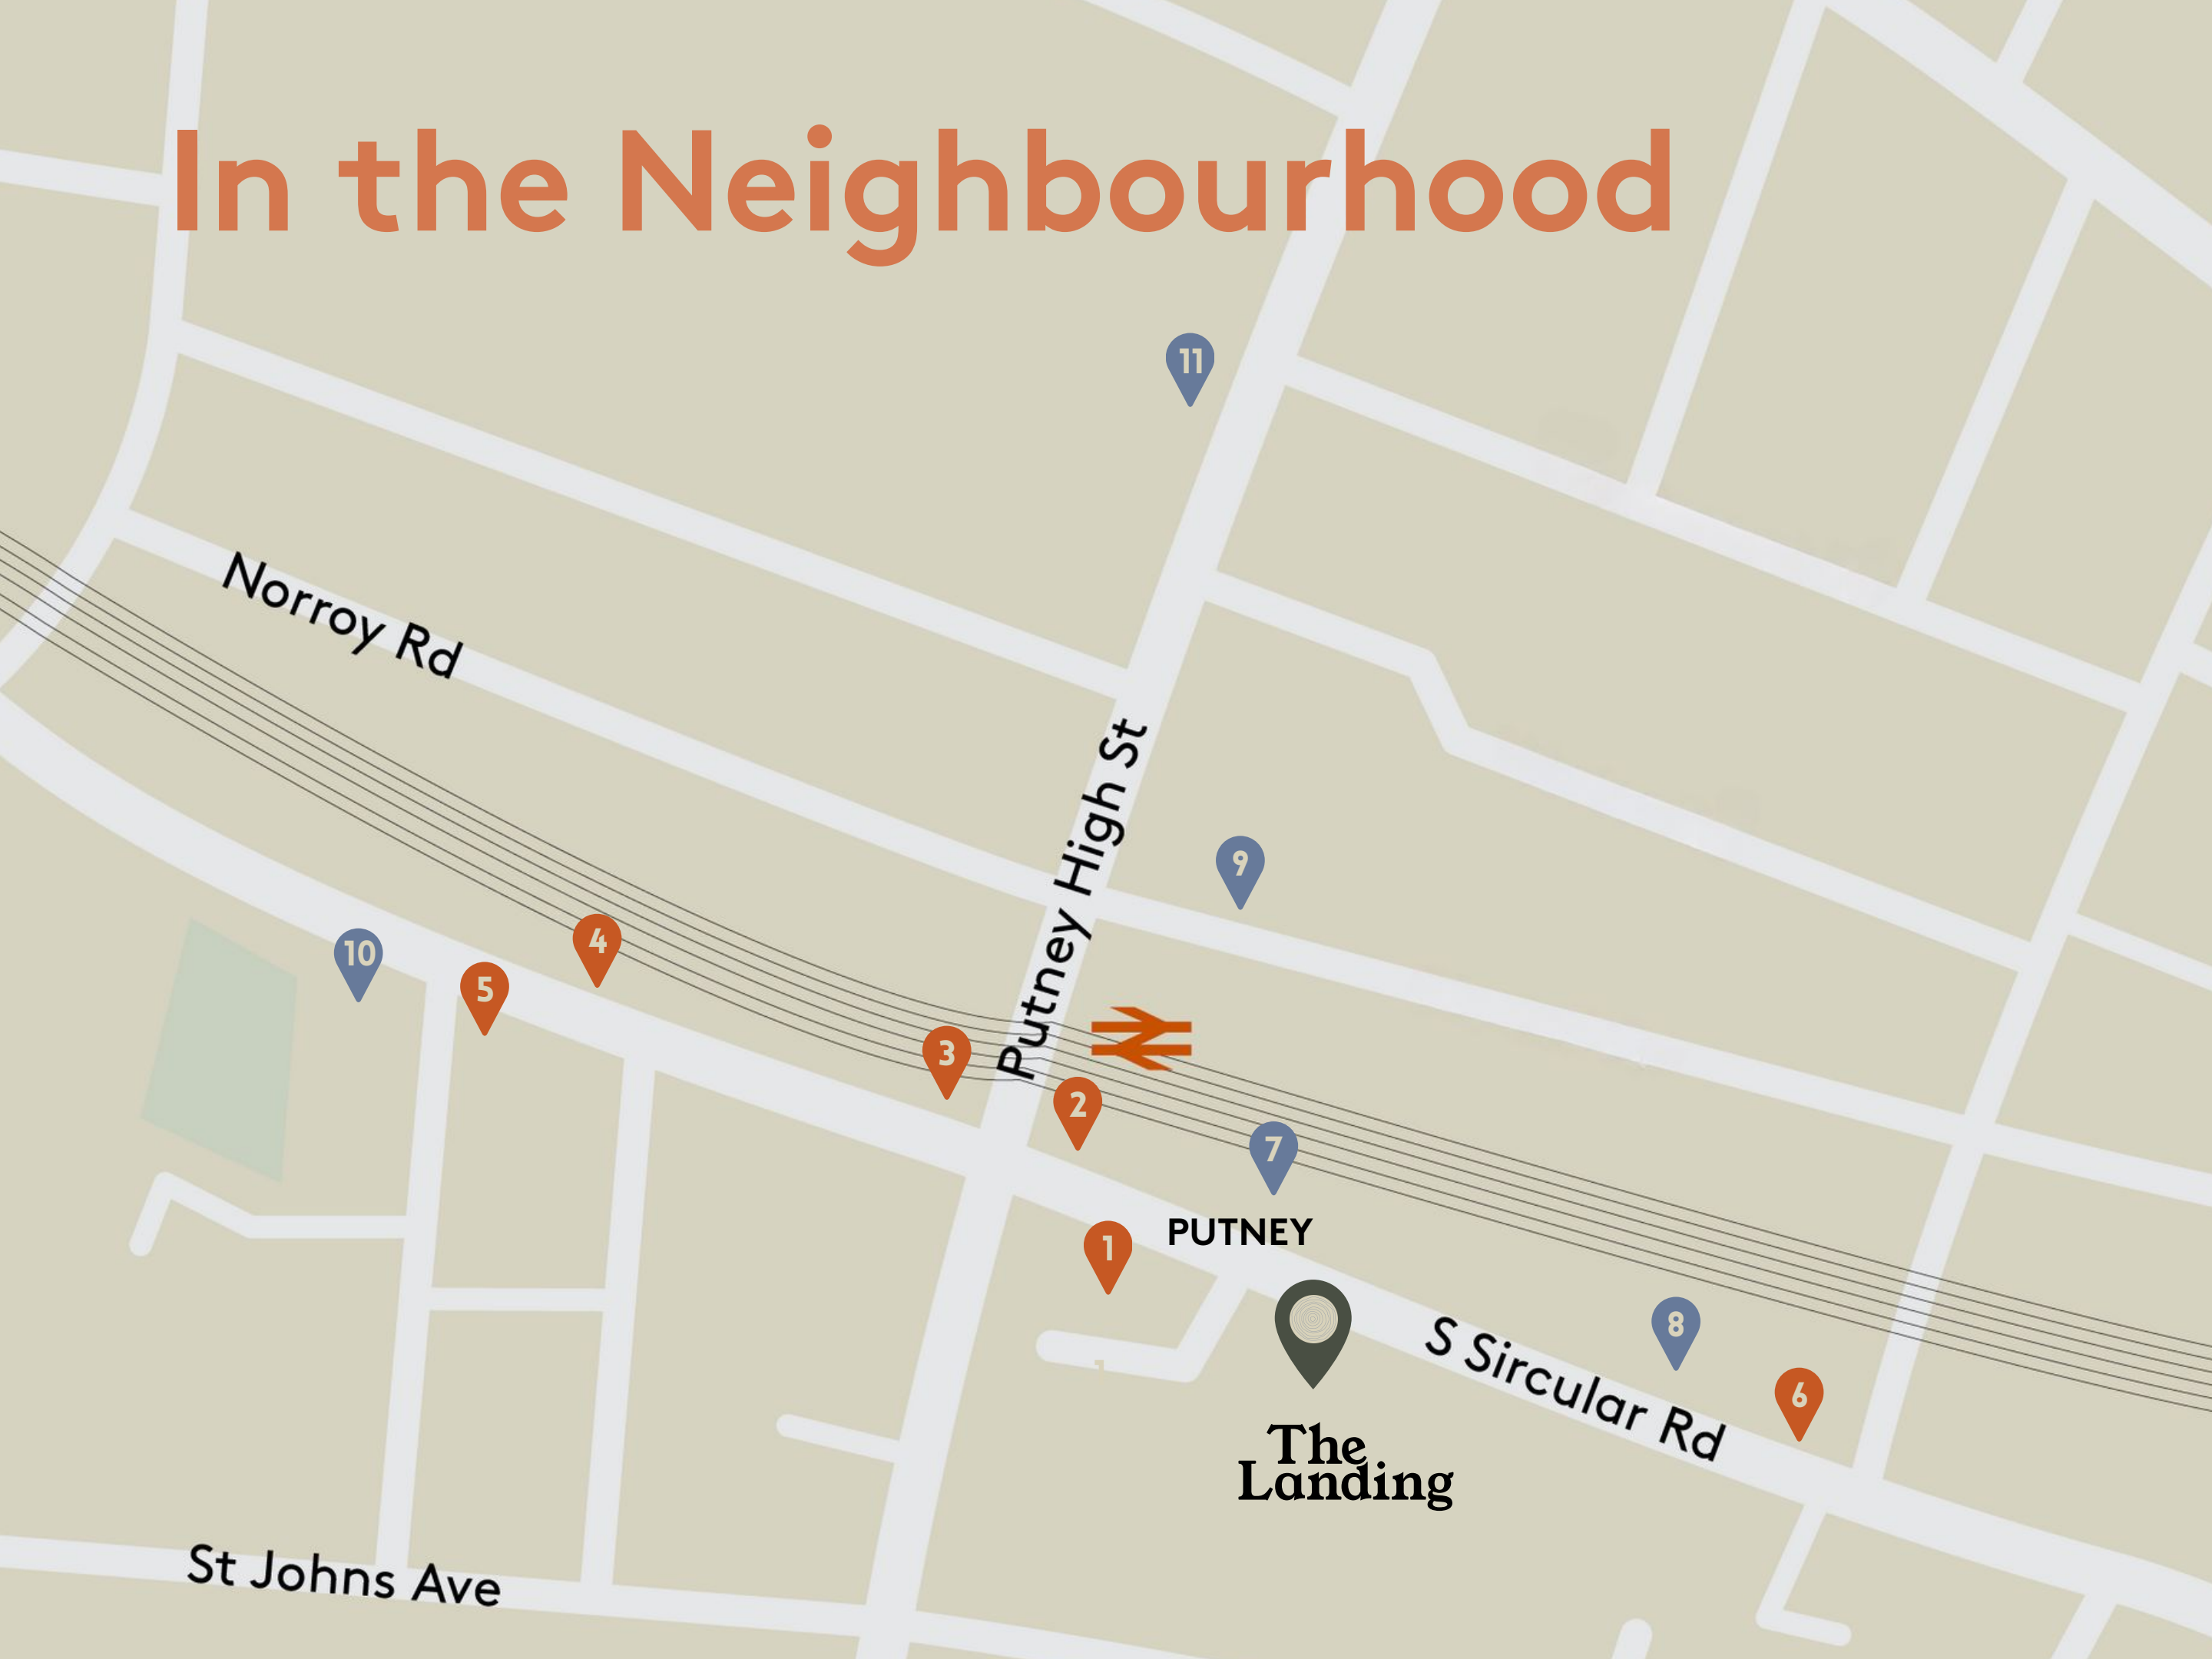 In the Neighbourhood
11
Norroy Rd
Putney High St
9
4
10
5
3
2
7
PUTNEY
1
8
S Sircular Rd
6
The
Landing
St Johns Ave